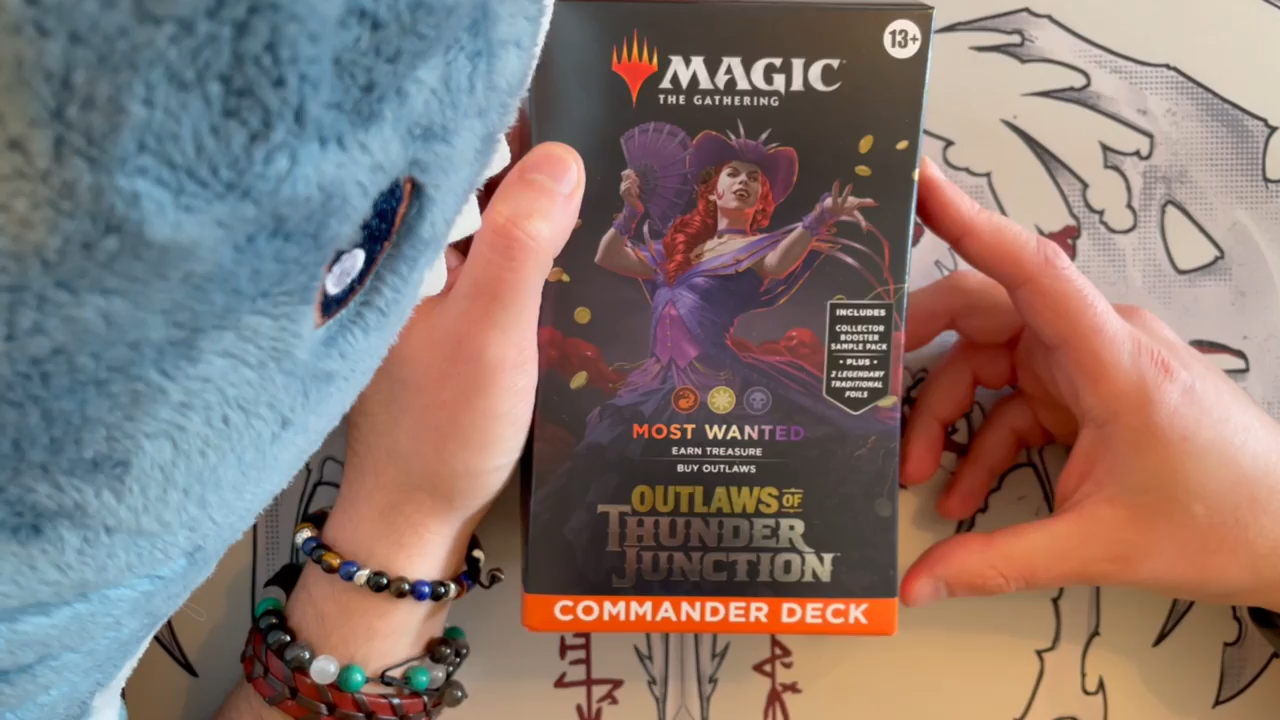 13+
MAGIC
THE GATHERING
INCLUDES
COLLECTOR
BOOSTER
SAMPLE PACK
• PLUS •
2 LEGENDARY
TRADITIONAL
FOILS
MOST WANTED
EARN TREASURE
BUY OUTLAWS
OUTLAWS OF
THUNDER
JUNCTION
COMMANDER DECK